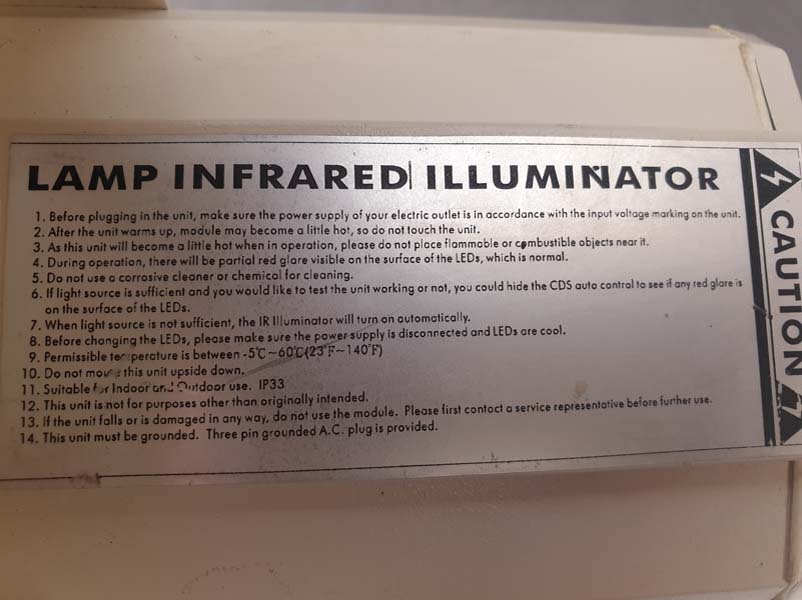 LAMP INFRARED ILLUMINATOR
1. Before plugging in the unit, make sure the power supply of your electric outlet is in accordance with the input voltage marking on the unit.
2. After the unit warms up, module may become a little hot, so do not touch the unit.
3. As this unit will become a little hot when in operation, please do not place flammable or combustible objects near it.
4. During operation, there will be partial red glare visible on the surface of the LEDs, which is normal.
5. Do not use a corrosive cleaner or chemical for cleaning.
6. If light source is sufficient and you would like to test the unit working or not, you could hide the CDS auto control to see if any red glare is
on the surface of the LEDs.
7. When light source is not sufficient, the IR Illuminator will turn on automatically.
8. Before changing the LEDs, please make sure the power supply is disconnected and LEDs are cool.
9. Permissible temperature is between -5℃~60℃(23℉~140℉)
10. Do not move this unit upside down.
11. Suitable for Indoor and Outdoor use. IP33
12. This unit is not for purposes other than originally intended.
13. If the unit falls or is damaged in any way, do not use the module. Please first contact a service representative before further use.
14. This unit must be grounded. Three pin grounded A.C. plug is provided.
CAUTION